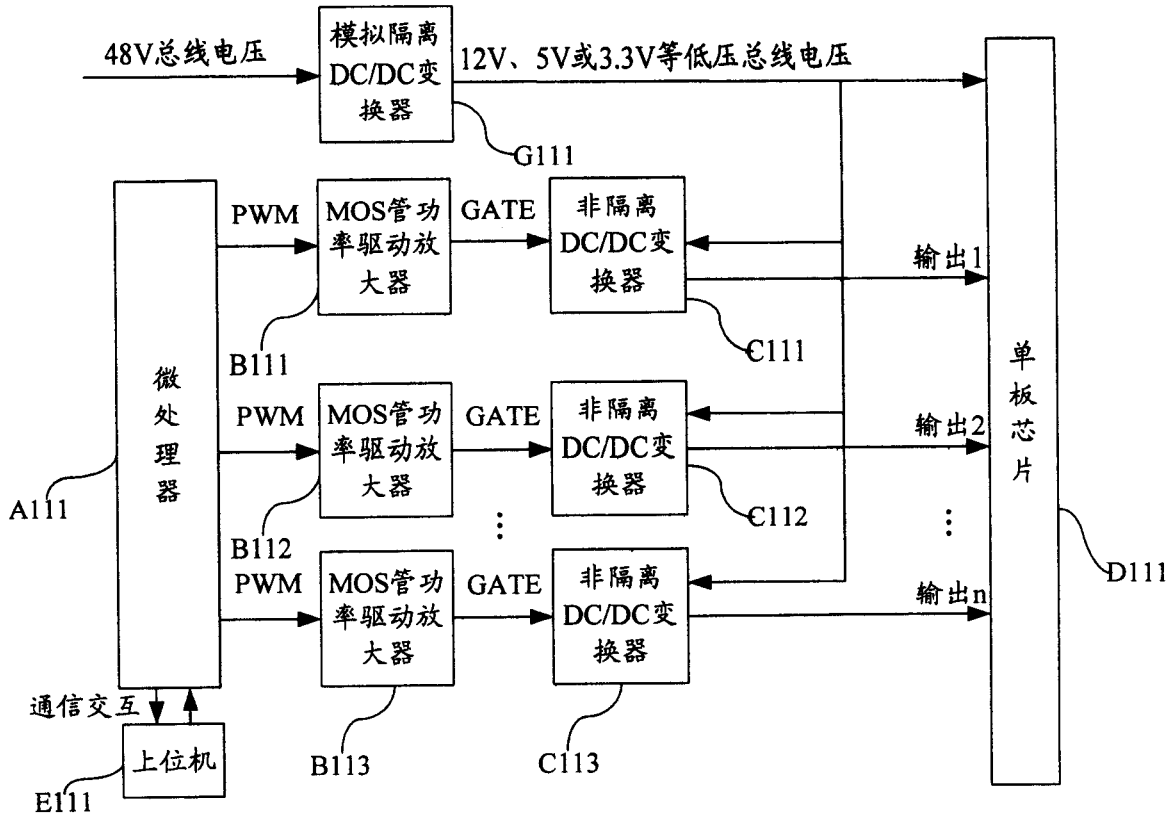 48V总线电压
模拟隔离
DC/DC变
换器
12V、5V或3.3V等低压总线电压
G111
PWM
MOS管功
率驱动放
大器
GATE
非隔离
DC/DC变
换器
输出1
B111
C111
微处理器
A111
PWM
MOS管功
率驱动放
大器
GATE
非隔离
DC/DC变
换器
输出2
B112
C112
⋮
⋮
PWM
MOS管功
率驱动放
大器
GATE
非隔离
DC/DC变
换器
输出n
B113
C113
单板芯片
D111
通信交互
上位机
E111